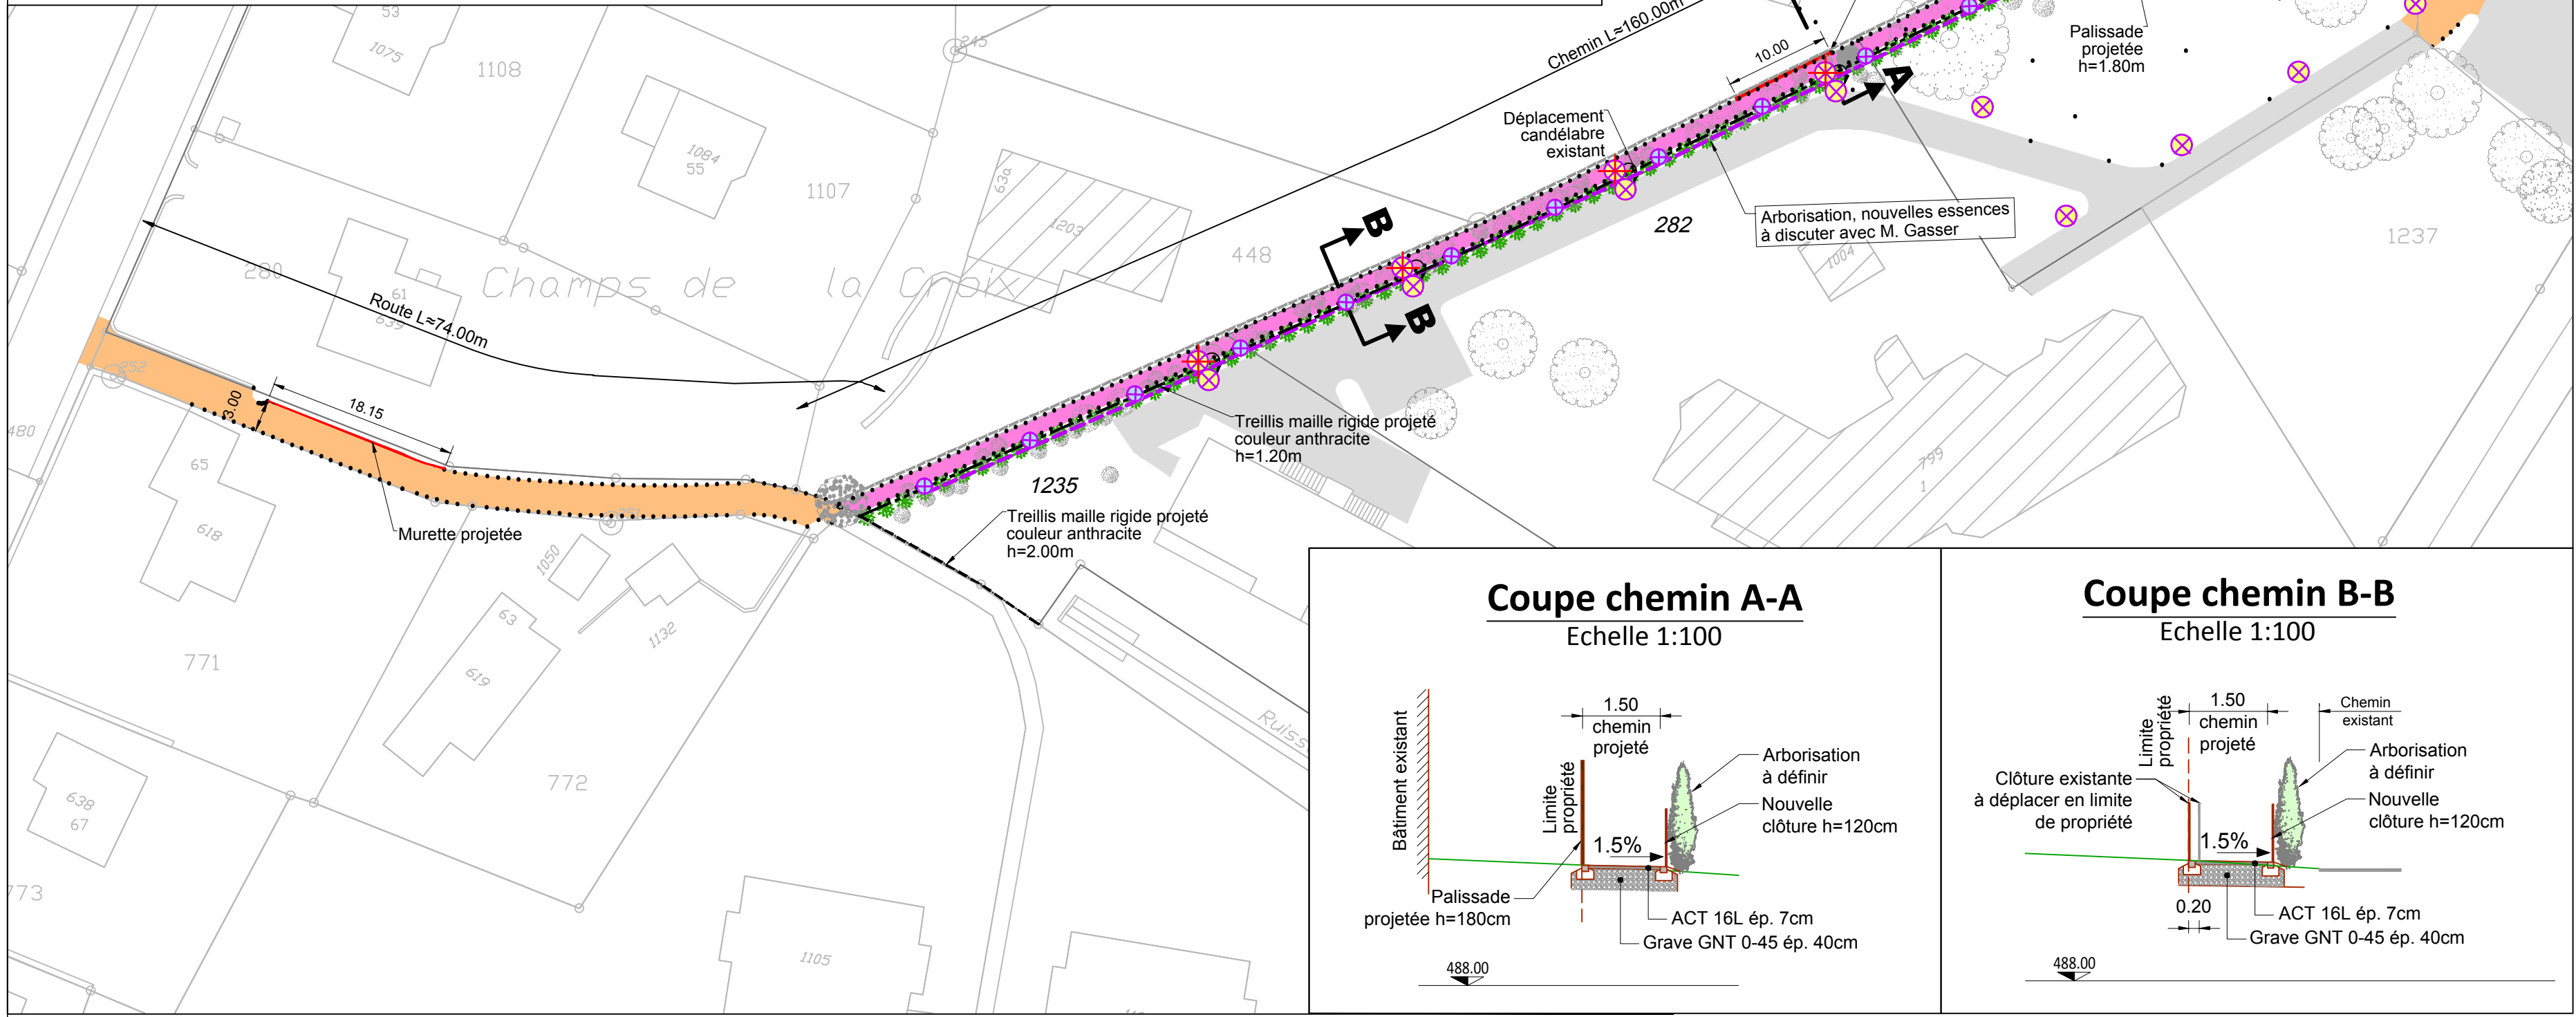 53
1075
1108
245
Chemin L≈160.00m
10.00
A
Palissade
projetée
h=1.80m
1084
55
1107
63a
1203
Déplacement
candélabre
existant
B
448
282
Arborisation, nouvelles essences
à discuter avec M. Gasser
1004
1237
280
61
639
Champs de la Croix
Route L≈74.00m
B
252
3.00
18.15
480
65
618
Murette projetée
Treillis maille rigide projeté
couleur anthracite
h=1.20m
1235
Treillis maille rigide projeté
couleur anthracite
h=2.00m
799
1
1050
63
619
1132
771
772
638
67
773
1105
Ruiss
Coupe chemin A-A
Echelle 1:100
Bâtiment existant
1.50
chemin
projeté
Limite
propriété
Arborisation
à définir
Nouvelle
clôture h=120cm
1.5%
Palissade
projetée h=180cm
ACT 16L ép. 7cm
Grave GNT 0-45 ép. 40cm
488.00
Coupe chemin B-B
Echelle 1:100
Limite
propriété
1.50
chemin
projeté
Chemin
existant
Arborisation
à définir
Clôture existante
à déplacer en limite
de propriété
Nouvelle
clôture h=120cm
1.5%
0.20
ACT 16L ép. 7cm
Grave GNT 0-45 ép. 40cm
488.00